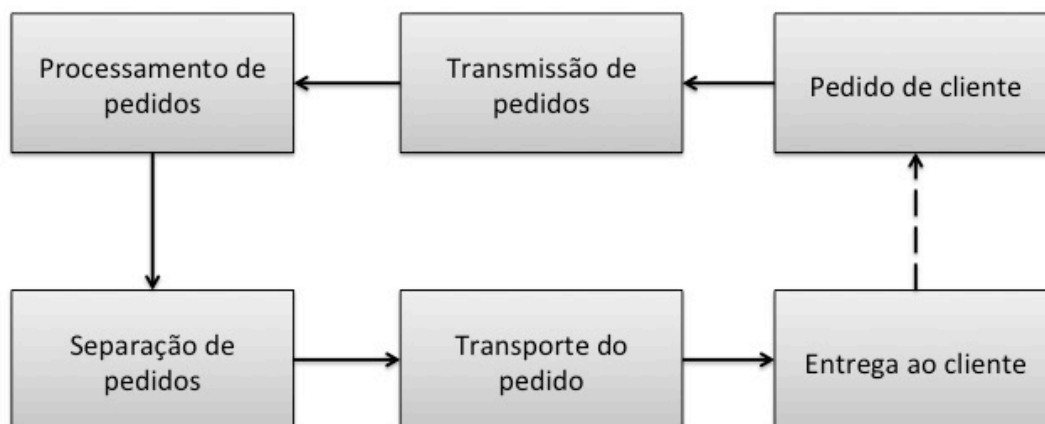 Processamento de
pedidos
Transmissão de
pedidos
Pedido de cliente
Separação de
pedidos
Transporte do
pedido
Entrega ao cliente